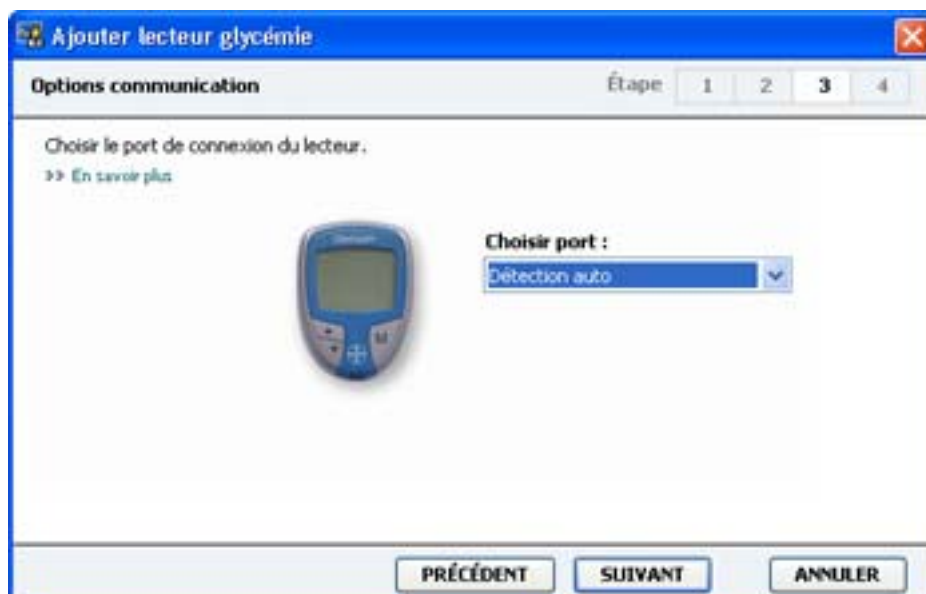 Ajouter lecteur glycémie
Options communication
Étape 1 2 3 4
Choisir le port de connexion du lecteur.
>> En savoir plus
Choisir port :
Détection auto
M
PRÉCÉDENT SUIVANT ANNULER